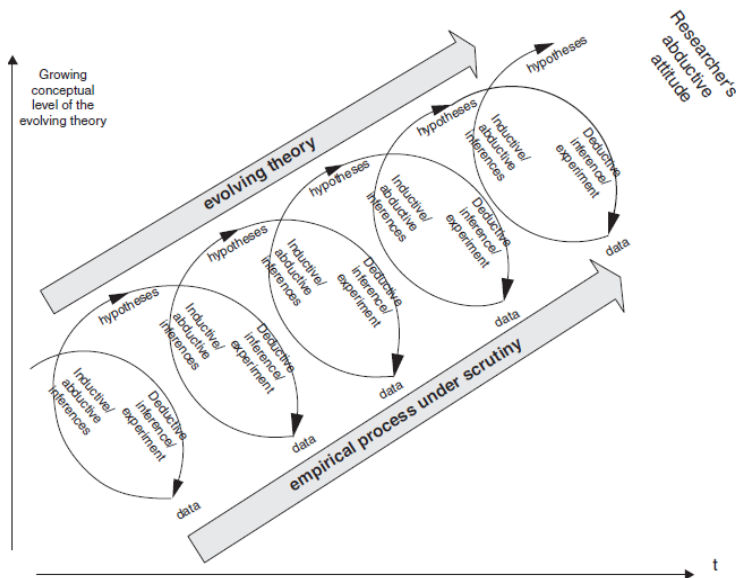 Growing
conceptual
level of the
evolving theory
evolving theory
Researcher's
abductive
attitude
hypotheses
Inductive/
abductive
inferences
Deductive
inference/
experiment
data
hypotheses
Inductive/
abductive
inferences
Deductive
inference/
experiment
data
hypotheses
Inductive/
abductive
inferences
Deductive
inference/
experiment
data
hypotheses
Inductive/
abductive
inferences
Deductive
inference/
experiment
data
hypotheses
Inductive/
abductive
inferences
Deductive
inference/
experiment
data
empirical process under scrutiny
t